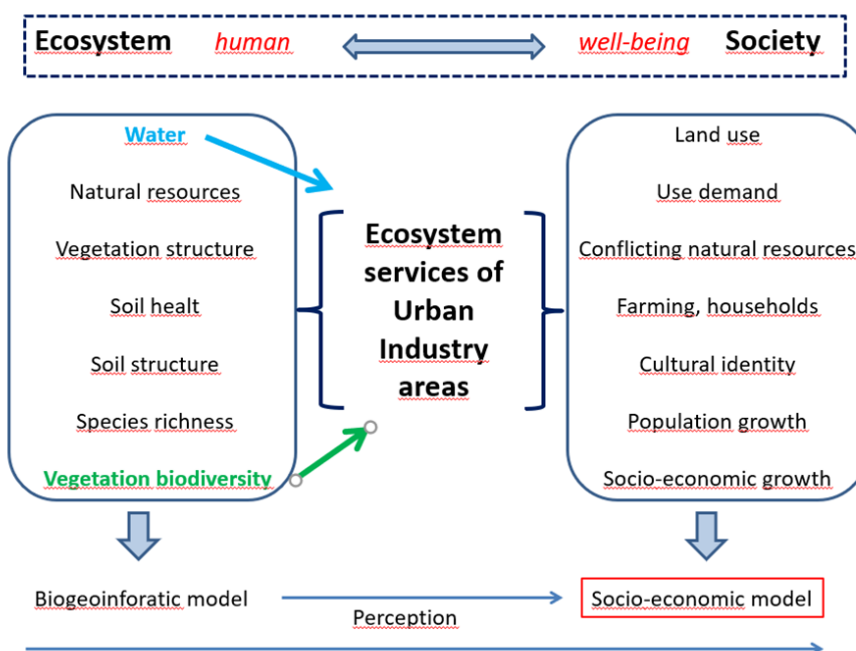 Ecosystem human well-being Society
Water
Natural resources
Vegetation structure
Soil healt
Soil structure
Species richness
Vegetation biodiversity
Ecosystem
services of
Urban
Industry
areas
Land use
Use demand
Conflicting natural resources
Farming, households
Cultural identity
Population growth
Socio-economic growth
Biogeoinforatic model
Perception
Socio-economic model